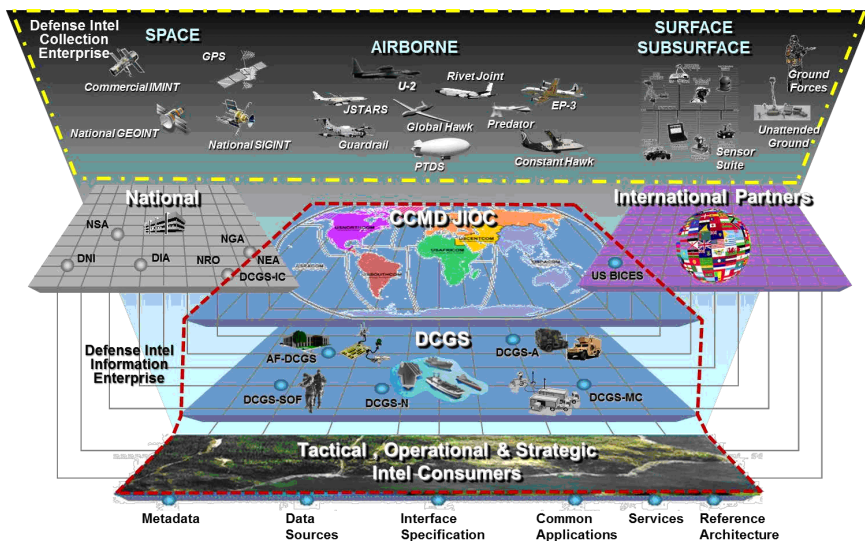 Defense Intel
Collection
Enterprise
SPACE
AIRBORNE
SURFACE
SUBSURFACE
GPS
Commercial IMINT
National GEOINT
National SIGINT
U-2
Rivet Joint
JSTARS
Global Hawk
Predator
EP-3
Guardrail
PTDS
Constant Hawk
Ground
Forces
Unattended
Ground
Sensor
Suite
National
NSA
DNI
DIA
NGA
NRO
NEA
DCGS-IC
CCMD JIOC
USNORTHCOM
USSOUTHCOM
USAFRICOM
USCENTCOM
International Partners
US BICES
Defense Intel
Information
Enterprise
DCGS
AF-DCGS
DCGS-A
DCGS-SOF
DCGS-N
DCGS-MC
Tactical , Operational & Strategic
Intel Consumers
Metadata
Data
Sources
Interface
Specification
Common
Applications
Services
Reference
Architecture